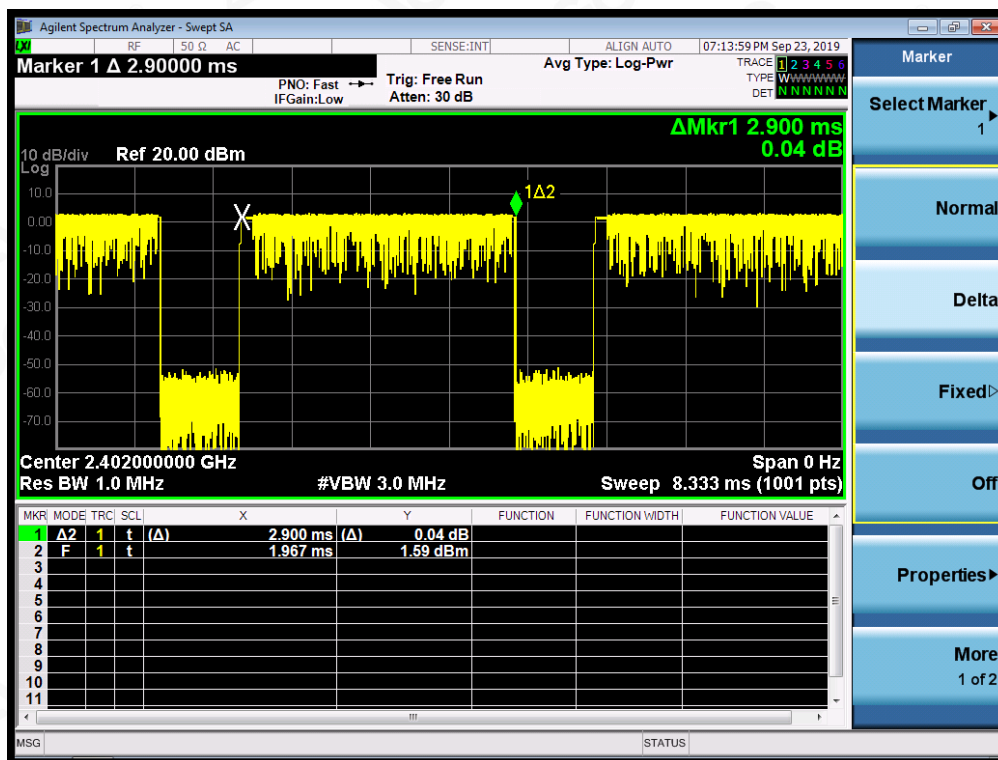 Agilent Spectrum Analyzer - Swept SA
LXI RF 50 Ω AC SENSE:INT ALIGN AUTO 07:13:59 PM Sep 23, 2019
Marker 1 Δ 2.90000 ms
PNO: Fast
IFGain:Low
Trig: Free Run
Atten: 30 dB
Avg Type: Log-Pwr
TRACE 1 2 3 4 5 6
TYPE WWWWWW
DET N N N N N N
ΔMkr1 2.900 ms
0.04 dB
10 dB/div Ref 20.00 dBm
Log
10.0
0.00
-10.0
-20.0
-30.0
-40.0
-50.0
-60.0
-70.0
X
1Δ2
Center 2.402000000 GHz Span 0 Hz
Res BW 1.0 MHz #VBW 3.0 MHz Sweep 8.333 ms (1001 pts)
MKR MODE TRC SCL X Y FUNCTION FUNCTION WIDTH FUNCTION VALUE
1 Δ2 1 t (Δ) 2.900 ms (Δ) 0.04 dB
2 F 1 t 1.967 ms 1.59 dBm
3
4
5
6
7
8
9
10
11
MSG STATUS
Marker
Select Marker
1
Normal
Delta
Fixed
Off
Properties
More
1 of 2